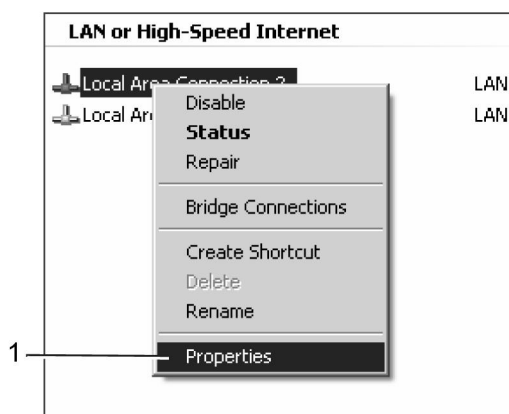 LAN or High-Speed Internet
Local Area Connection 2 LAN
Local Are LAN
Disable
Status
Repair
Bridge Connections
Create Shortcut
Delete
Rename
1 Properties